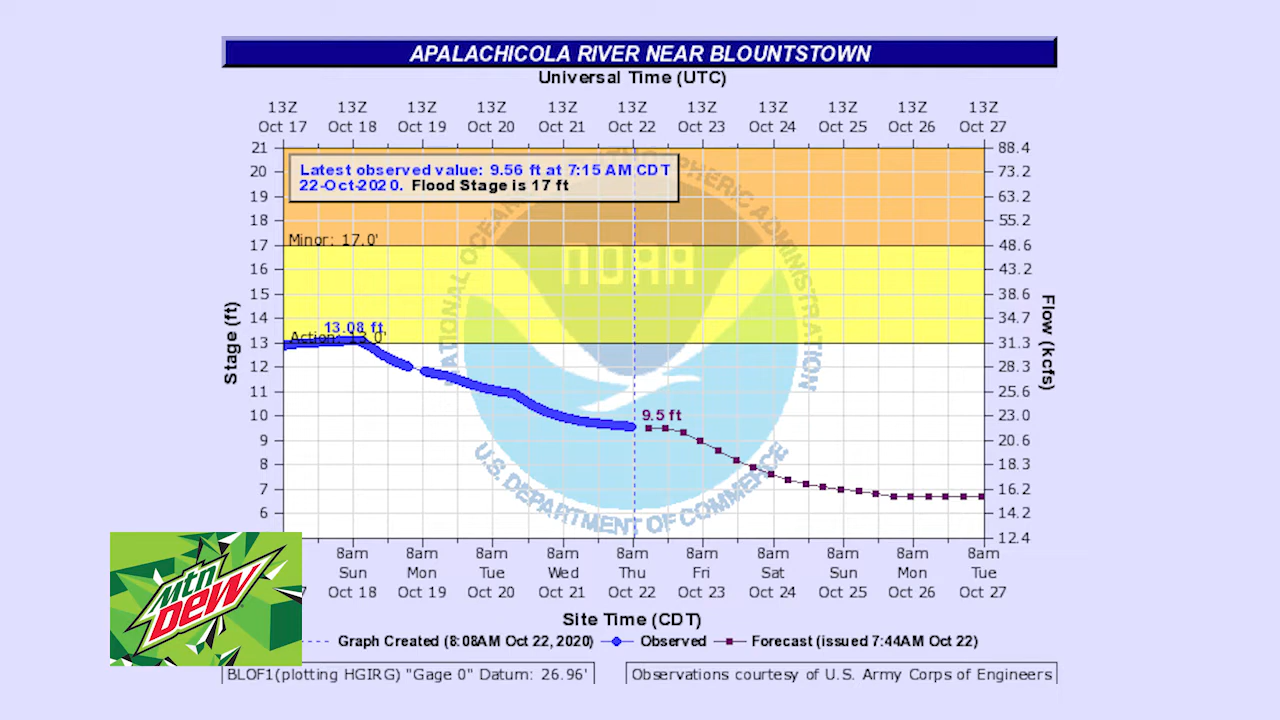 APALACHICOLA RIVER NEAR BLOUNTSTOWN
Universal Time (UTC)
13Z 13Z 13Z 13Z 13Z 13Z 13Z 13Z 13Z 13Z 13Z
Oct 17 Oct 18 Oct 19 Oct 20 Oct 21 Oct 22 Oct 23 Oct 24 Oct 25 Oct 26 Oct 27
21 88.4
Latest observed value: 9.56 ft at 7:15 AM CDT
20 73.2
22-Oct-2020. Flood Stage is 17 ft
19 63.2
18 55.2
Minor: 17.0'
17 48.6
NOAA
16 43.2
15 38.6
14 34.7
13.08 ft
Action: 13.0'
13 31.3
12 28.3
11 25.6
10 23.0
9.5 ft
9 20.6
8 18.3
7 16.2
6 14.2
12.4
Stage (ft)
Flow (kcfs)
NATIONAL OCEANIC AND ATMOSPHERIC ADMINISTRATION
U.S. DEPARTMENT OF COMMERCE
8am 8am 8am 8am 8am 8am 8am 8am 8am 8am
Sun Mon Tue Wed Thu Fri Sat Sun Mon Tue
Oct 18 Oct 19 Oct 20 Oct 21 Oct 22 Oct 23 Oct 24 Oct 25 Oct 26 Oct 27
Mtn
DEW
Site Time (CDT)
Graph Created (8:08AM Oct 22, 2020) Observed Forecast (issued 7:44AM Oct 22)
BLOF1(plotting HGIRG) "Gage 0" Datum: 26.96'
Observations courtesy of U.S. Army Corps of Engineers